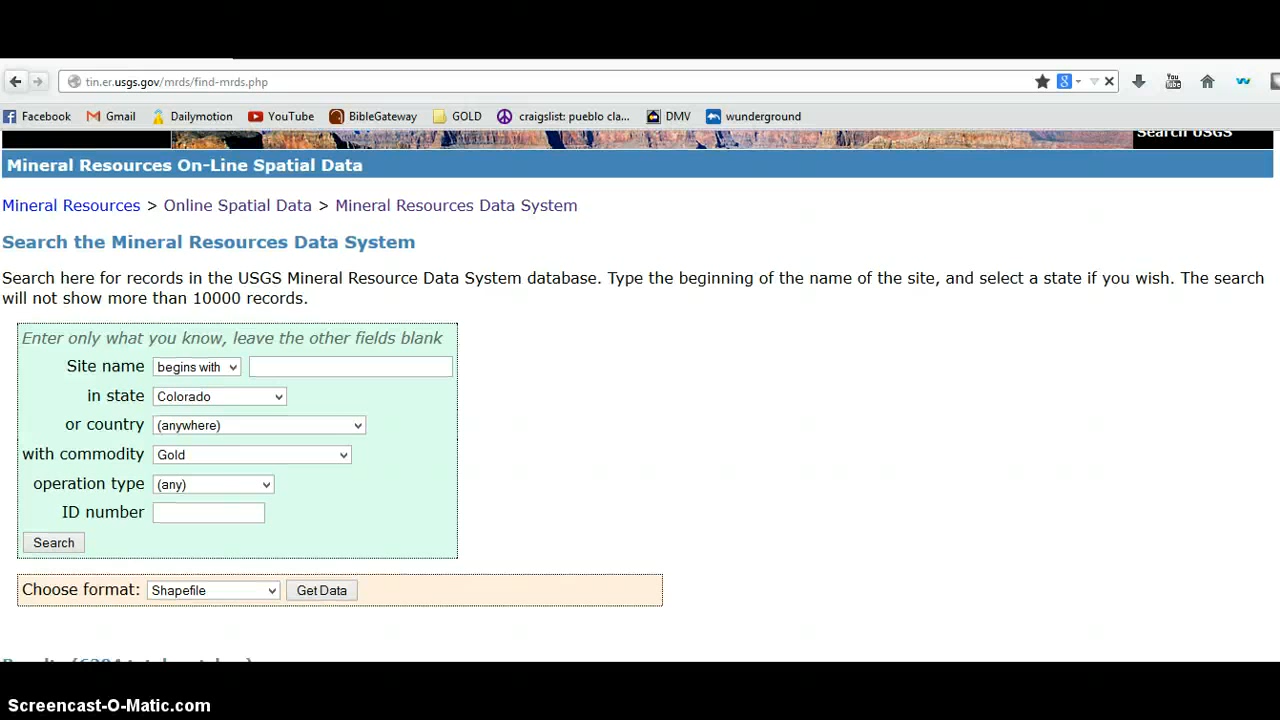 tin.er.usgs.gov/mrds/find-mrds.php
Facebook Gmail Dailymotion YouTube BibleGateway GOLD craigslist: pueblo cla... DMV wunderground
Search USGS
Mineral Resources On-Line Spatial Data
Mineral Resources > Online Spatial Data > Mineral Resources Data System
Search the Mineral Resources Data System
Search here for records in the USGS Mineral Resource Data System database. Type the beginning of the name of the site, and select a state if you wish. The search
will not show more than 10000 records.
Enter only what you know, leave the other fields blank
Site name begins with
in state Colorado
or country (anywhere)
with commodity Gold
operation type (any)
ID number
Search
Choose format: Shapefile Get Data
Screencast-O-Matic.com